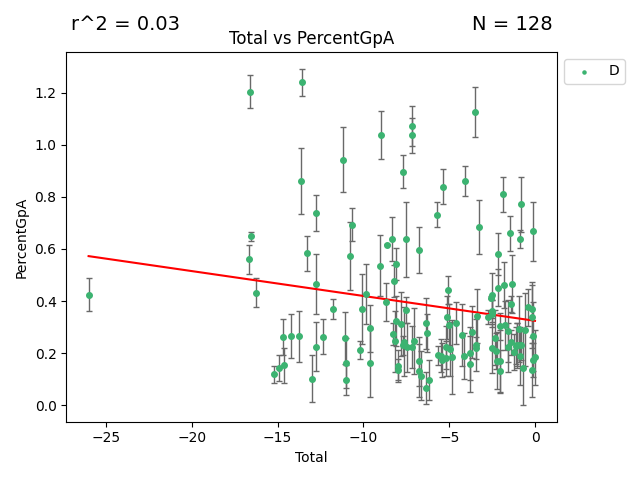 r^2 = 0.03
N = 128
Total vs PercentGpA
D
PercentGpA
1.2
1.0
0.8
0.6
0.4
0.2
0.0
−25
−20
−15
−10
−5
0
Total